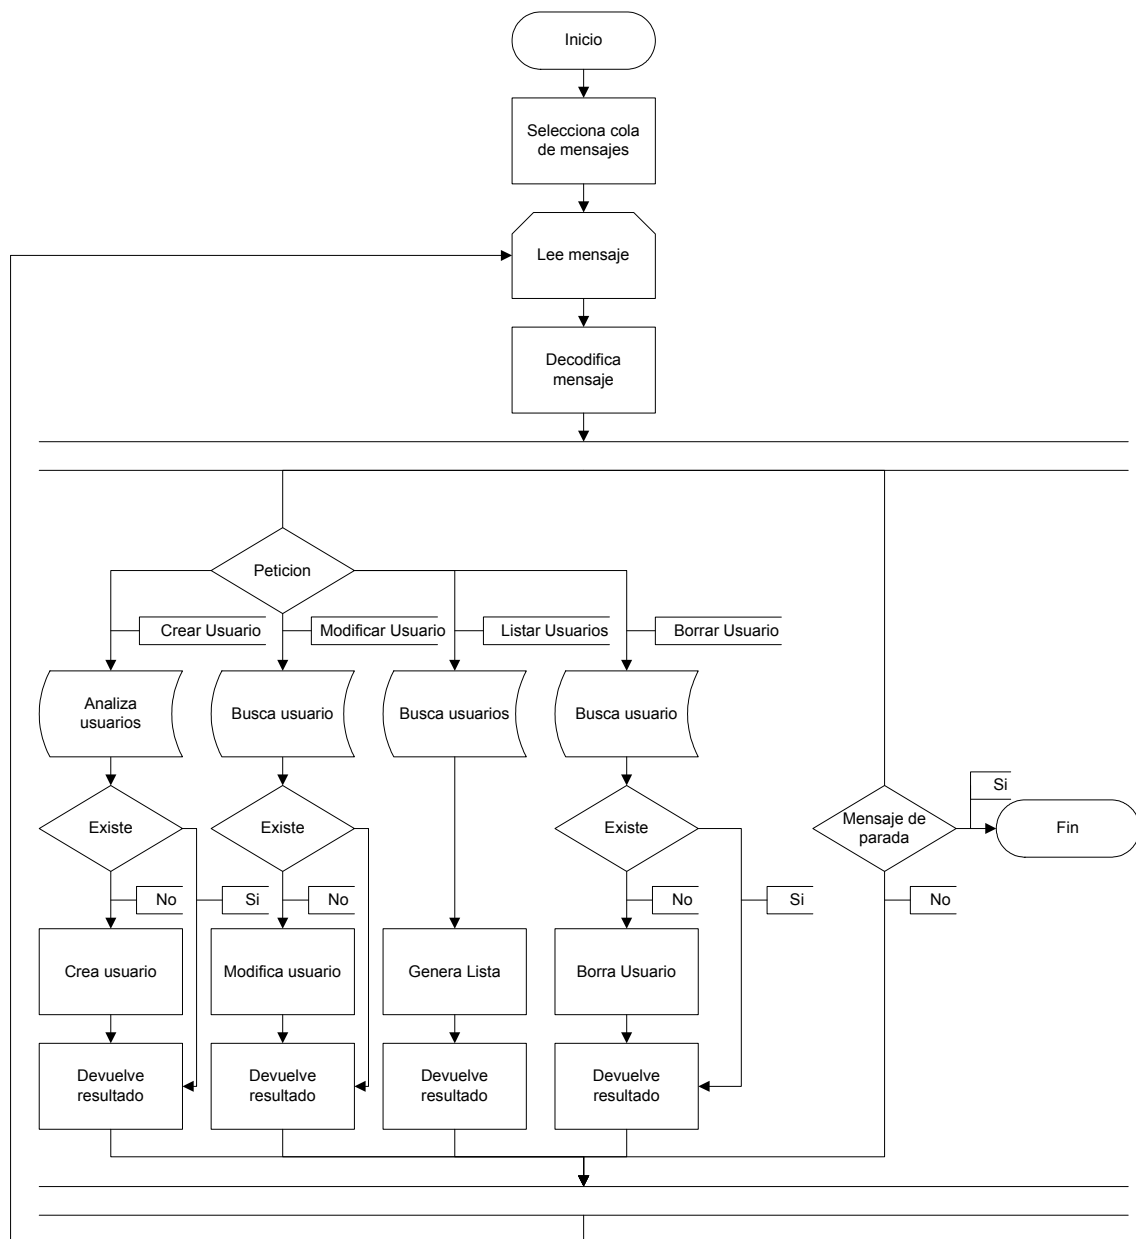 Inicio
Selecciona cola
de mensajes
Lee mensaje
Decodifica
mensaje
Peticion
Crear Usuario
Modificar Usuario
Listar Usuarios
Borrar Usuario
Analiza
usuarios
Busca usuario
Busca usuarios
Busca usuario
Existe
Existe
Existe
Mensaje de
parada
Si
Fin
No
Si
No
No
Si
No
Crea usuario
Modifica usuario
Genera Lista
Borra Usuario
Devuelve
resultado
Devuelve
resultado
Devuelve
resultado
Devuelve
resultado